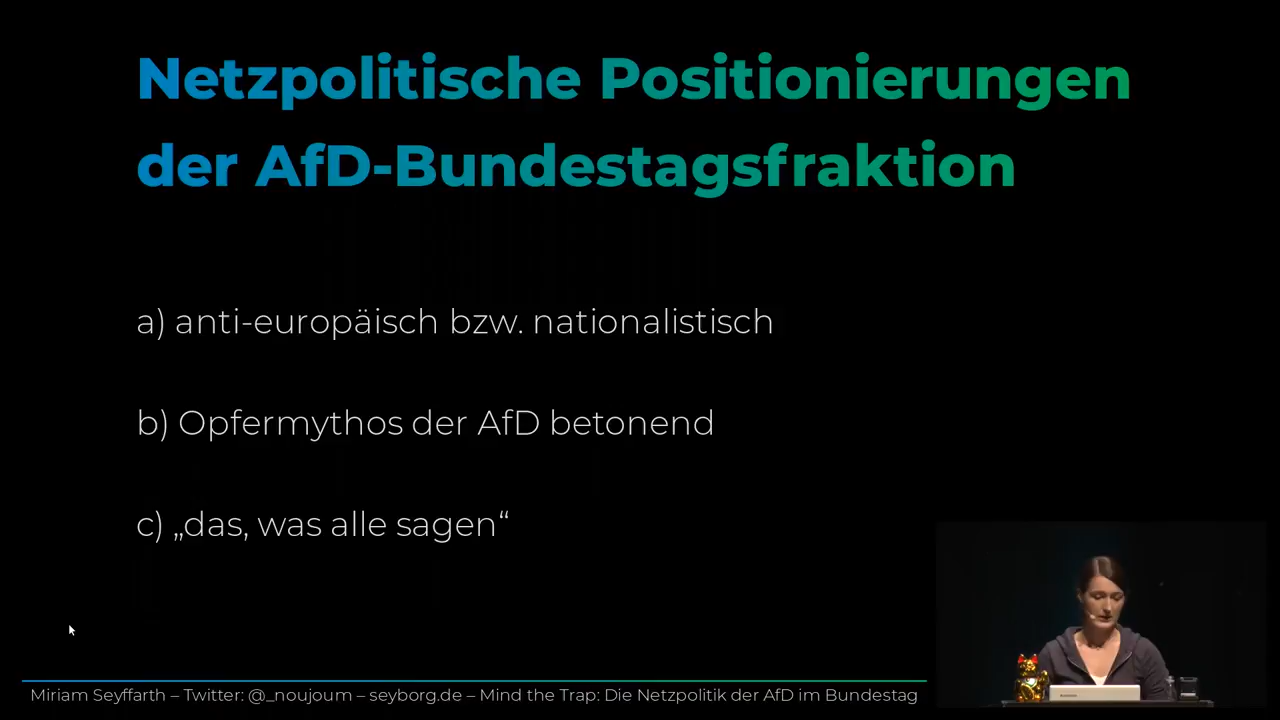 Netzpolitische Positionierungen
der AfD-Bundestagsfraktion
a) anti-europäisch bzw. nationalistisch
b) Opfermythos der AfD betonend
c) „das, was alle sagen“
Miriam Seyffarth – Twitter: @_noujoum – seyborg.de – Mind the Trap: Die Netzpolitik der AfD im Bundestag